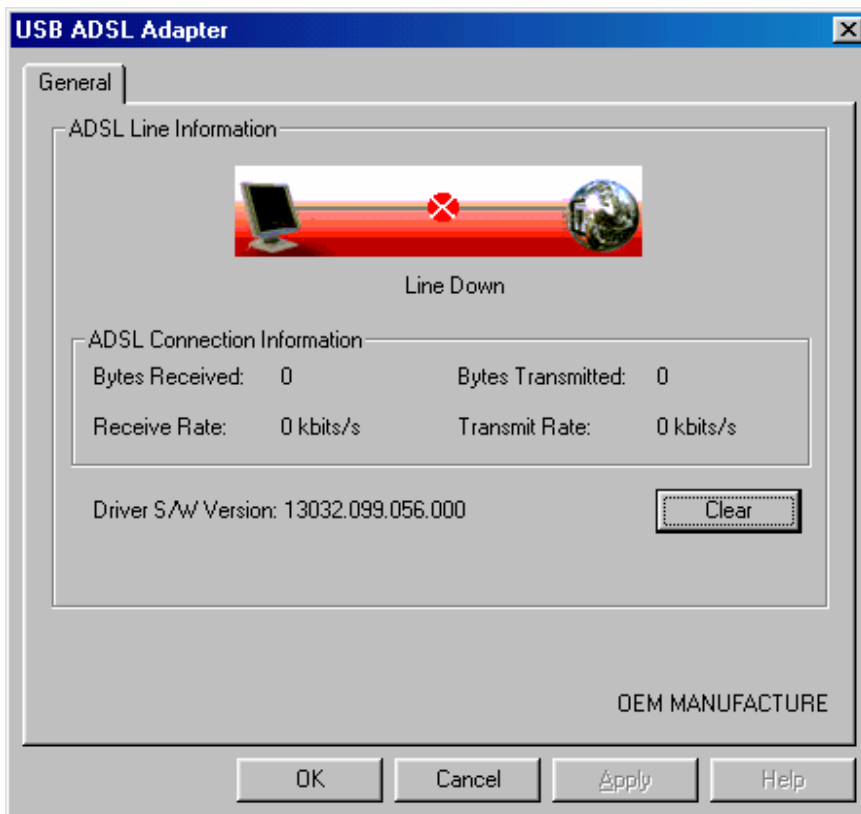 USB ADSL Adapter
General
ADSL Line Information
Line Down
ADSL Connection Information
Bytes Received: 0 Bytes Transmitted: 0
Receive Rate: 0 kbits/s Transmit Rate: 0 kbits/s
Driver S/W Version: 13032.099.056.000 Clear
OEM MANUFACTURE
OK Cancel Apply Help